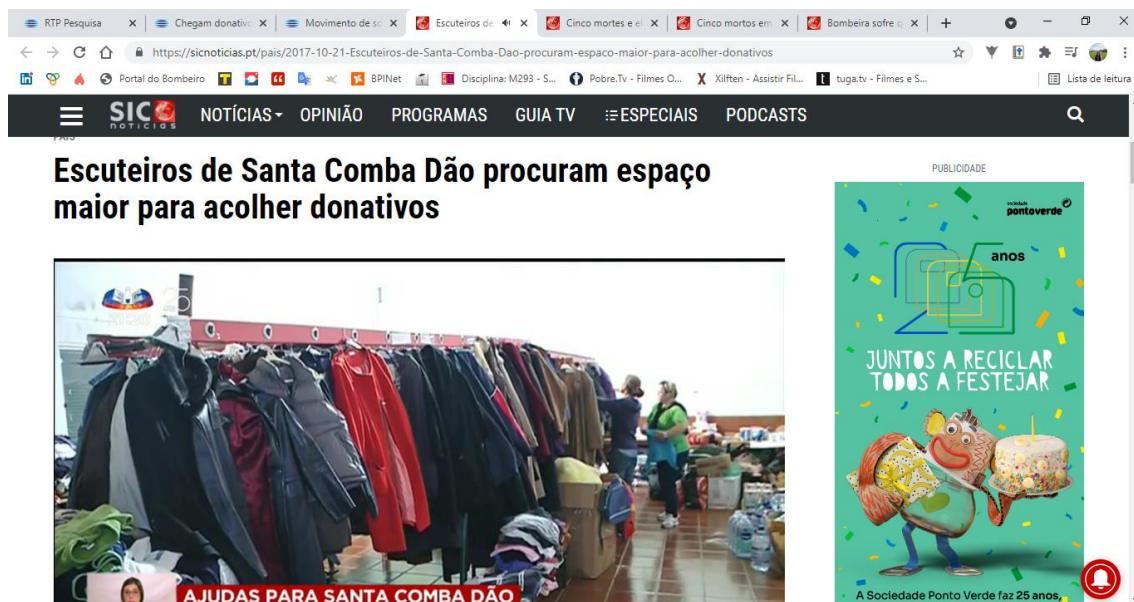 RTP Pesquisa
Chegam donativo
Movimento de so
Escuteiros de
Cinco mortes e el
Cinco mortos em
Bombeira sofre q
https://sicnoticias.pt/pais/2017-10-21-Escuteiros-de-Santa-Comba-Dao-procuram-espaco-maior-para-acolher-donativos
Portal do Bombeiro
BPINet
Disciplina: M293 - S...
Pobre.Tv - Filmes O...
Xilften - Assistir Fil...
tuga.tv - Filmes e S...
Lista de leitura
SIC NOTÍCIAS
NOTÍCIAS
OPINIÃO
PROGRAMAS
GUIA TV
ESPECIAIS
PODCASTS
PAÍS
Escuteiros de Santa Comba Dão procuram espaço
maior para acolher donativos
PUBLICIDADE
sociedade
pontoverde
25 anos
JUNTOS A RECICLAR
TODOS A FESTEJAR
AJUDAS PARA SANTA COMBA DÃO
A Sociedade Ponto Verde faz 25 anos,